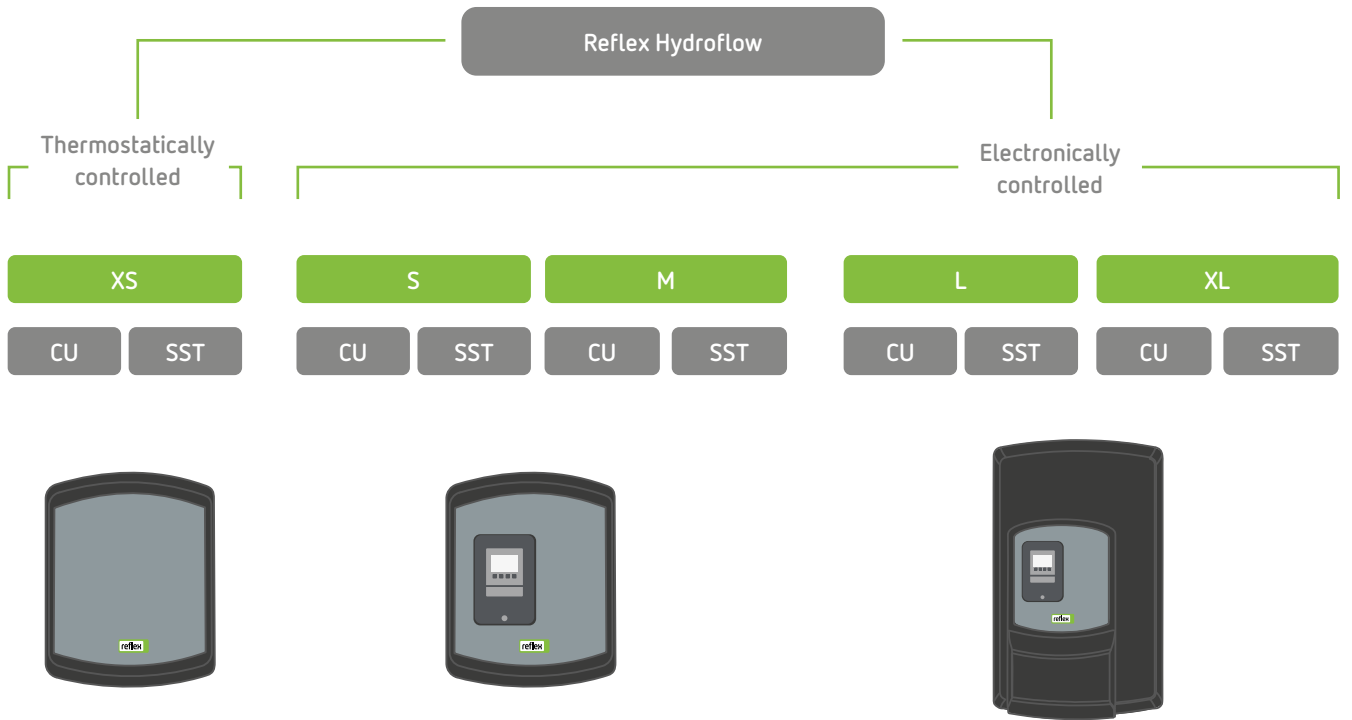 Reflex Hydroflow
Thermostatically
controlled
Electronically
controlled
XS
S
M
L
XL
CU
SST
CU
SST
CU
SST
CU
SST
CU
SST
reflex
reflex
reflex